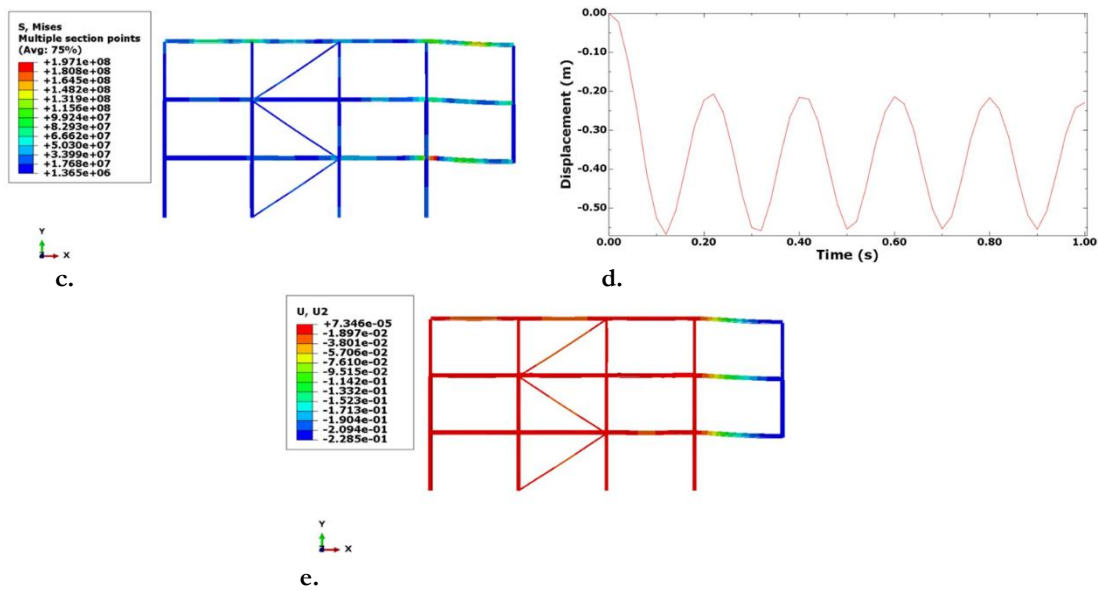 S, Mises
Multiple section points
(Avg: 75%)
+1.971e+08
+1.808e+08
+1.645e+08
+1.482e+08
+1.319e+08
+1.156e+08
+9.924e+07
+8.293e+07
+6.662e+07
+5.030e+07
+3.399e+07
+1.768e+07
+1.365e+06
Y
X
c.
0.00
-0.10
-0.20
-0.30
-0.40
-0.50
Displacement (m)
0.00 0.20 0.40 0.60 0.80 1.00
Time (s)
d.
U, U2
+7.346e-05
-1.897e-02
-3.801e-02
-5.706e-02
-7.610e-02
-9.515e-02
-1.142e-01
-1.332e-01
-1.523e-01
-1.713e-01
-1.904e-01
-2.094e-01
-2.285e-01
Y
X
e.